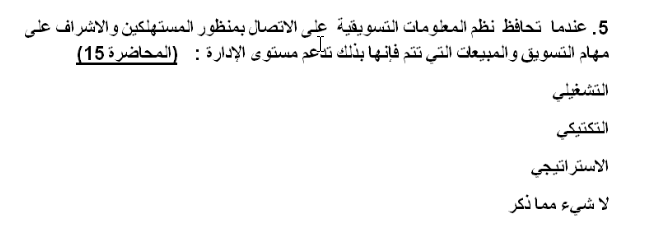 5. عندما تحافظ نظم المعلومات التسويقية على الاتصال بمنظور المستهلكين والاشراف على
مهام التسويق والمبيعات التي تتم فإنها بذلك تدعم مستوى الإدارة : (المحاضرة 15)
التشغيلي
التكتيكي
الاستراتيجي
لا شيء مما ذكر